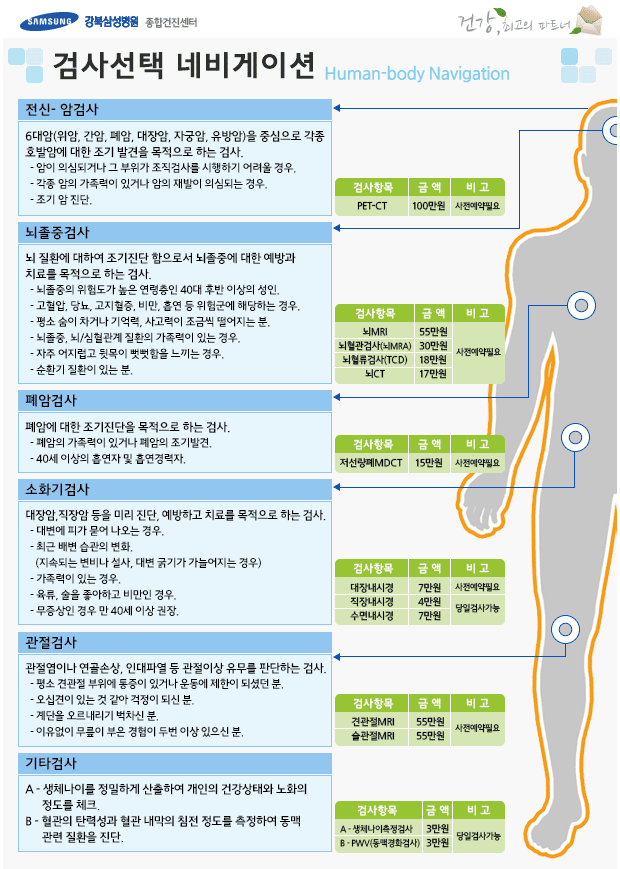 SAMSUNG 강북삼성병원 종합건진센터
건강, 최고의 파트너
검사선택 네비게이션 Human-body Navigation
전신- 암검사
6대암(위암, 간암, 폐암, 대장암, 자궁암, 유방암)을 중심으로 각종
호발암에 대한 조기 발견을 목적으로 하는 검사.
- 암이 의심되거나 그 부위가 조직검사를 시행하기 어려울 경우.
- 각종 암의 가족력이 있거나 암의 재발이 의심되는 경우.
- 조기 암 진단.
검사항목 금 액 비 고
PET-CT 100만원 사전예약필요
뇌졸중검사
뇌 질환에 대하여 조기진단 함으로서 뇌졸중에 대한 예방과
치료를 목적으로 하는 검사.
- 뇌졸중의 위험도가 높은 연령층인 40대 후반 이상의 성인.
- 고혈압, 당뇨, 고지혈증, 비만, 흡연 등 위험군에 해당하는 경우.
- 평소 숨이 차거나 기억력, 사고력이 조금씩 떨어지는 분.
- 뇌졸중, 뇌/심혈관계 질환의 가족력이 있는 경우.
- 자주 어지럽고 뒷목이 뻣뻣함을 느끼는 경우.
- 순환기 질환이 있는 분.
검사항목 금 액 비 고
뇌MRI 55만원
뇌혈관검사(뇌MRA) 30만원
사전예약필요
뇌혈류검사(TCD) 18만원
뇌CT 17만원
폐암검사
폐암에 대한 조기진단을 목적으로 하는 검사.
- 폐암의 가족력이 있거나 폐암의 조기발견.
- 40세 이상의 흡연자 및 흡연경력자.
검사항목 금 액 비 고
저선량폐MDCT 15만원 사전예약필요
소화기검사
대장암,직장암 등을 미리 진단, 예방하고 치료를 목적으로 하는 검사.
- 대변에 피가 묻어 나오는 경우.
- 최근 배변 습관의 변화.
(지속되는 변비나 설사, 대변 굵기가 가늘어지는 경우)
- 가족력이 있는 경우.
- 육류, 술을 좋아하고 비만인 경우.
- 무증상인 경우 만 40세 이상 권장.
검사항목 금 액 비 고
대장내시경 7만원 사전예약필요
직장내시경 4만원
당일검사가능
수면내시경 7만원
관절검사
관절염이나 연골손상, 인대파열 등 관절이상 유무를 판단하는 검사.
- 평소 견관절 부위에 통증이 있거나 운동에 제한이 되셨던 분.
- 오십견이 있는 것 같아 걱정이 되신 분.
- 계단을 오르내리기 벅차신 분.
- 이유없이 무릎이 부은 경험이 두번 이상 있으신 분.
검사항목 금 액 비 고
견관절MRI 55만원
사전예약필요
슬관절MRI 55만원
기타검사
A - 생체나이를 정밀하게 산출하여 개인의 건강상태와 노화의
정도를 체크.
B - 혈관의 탄력성과 혈관 내막의 침전 정도를 측정하여 동맥
관련 질환을 진단.
검사항목 금 액 비 고
A - 생체나이측정검사 3만원
당일검사가능
B - PWV(동맥경화검사) 3만원